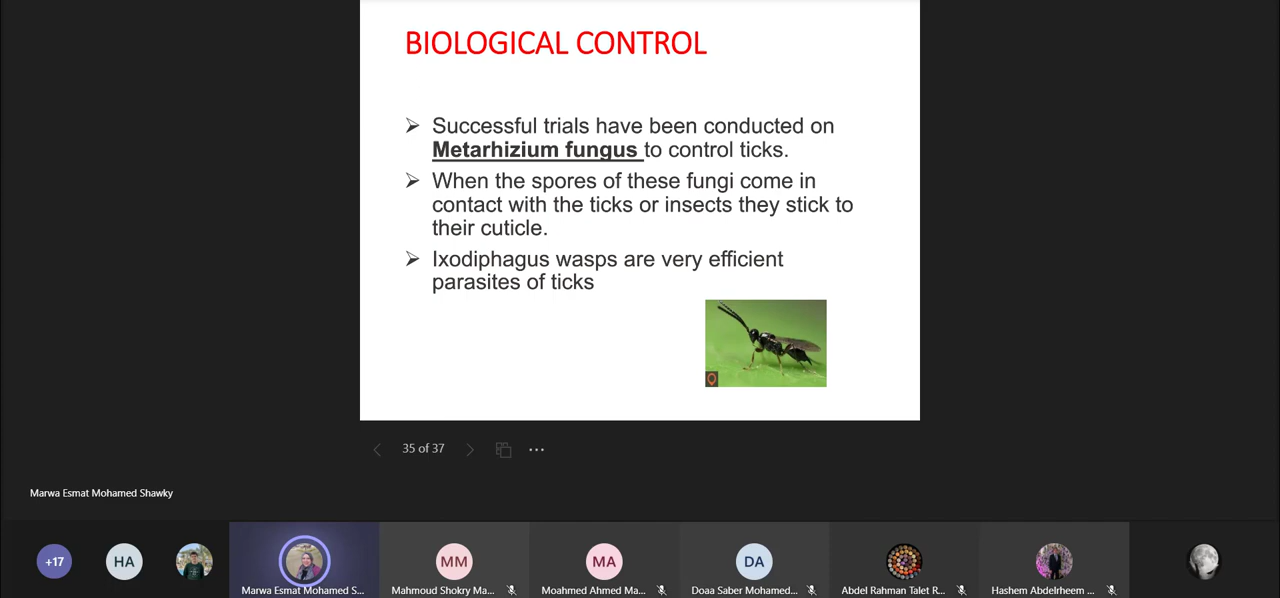 BIOLOGICAL CONTROL
➢ Successful trials have been conducted on
Metarhizium fungus to control ticks.
➢ When the spores of these fungi come in
contact with the ticks or insects they stick to
their cuticle.
➢ Ixodiphagus wasps are very efficient
parasites of ticks
35 of 37
Marwa Esmat Mohamed Shawky
+17
HA
MM
MA
DA
Marwa Esmat Mohamed S...
Mahmoud Shokry Ma...
Moahmed Ahmed Ma...
Doaa Saber Mohamed...
Abdel Rahman Talet R...
Hashem Abdelrheem ...